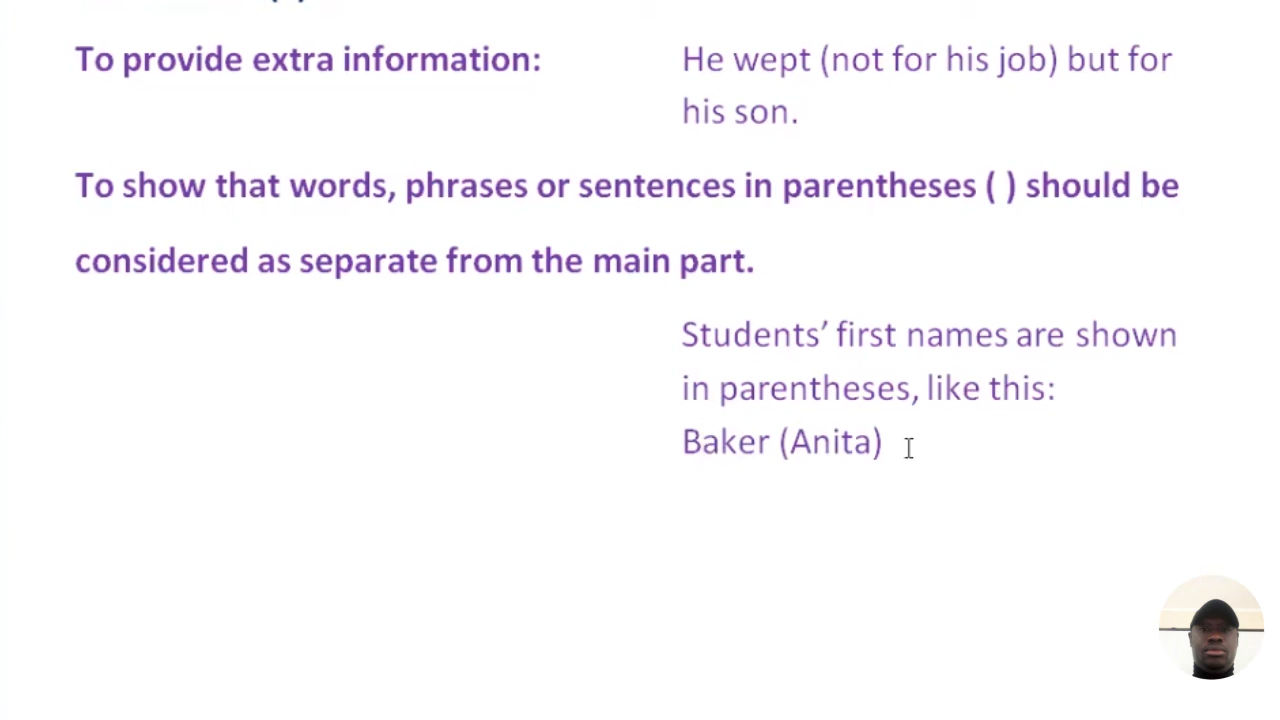 To provide extra information: He wept (not for his job) but for
his son.
To show that words, phrases or sentences in parentheses ( ) should be
considered as separate from the main part.
Students’ first names are shown
in parentheses, like this:
Baker (Anita)